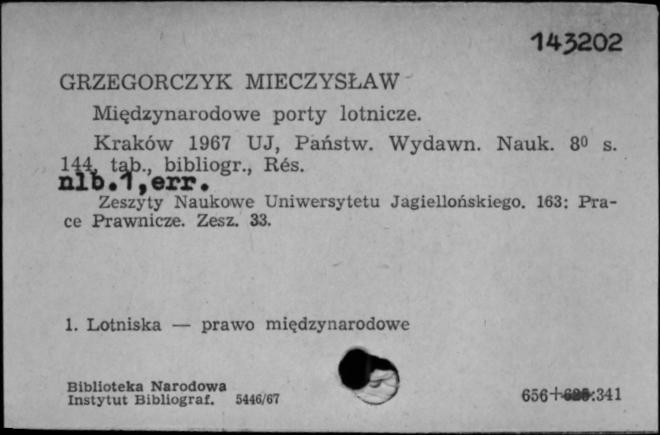 143202
GRZEGORCZYK MIECZYSŁAW
Międzynarodowe porty lotnicze.
Kraków 1967 UJ, Państw. Wydawn. Nauk. 8⁰ s.
144, tab., bibliogr., Rés.
nlb.1,err.
Zeszyty Naukowe Uniwersytetu Jagiellońskiego. 163: Pra-
ce Prawnicze. Zesz. 33.
1. Lotniska — prawo międzynarodowe
Biblioteka Narodowa
Instytut Bibliograf. 5446/67
656+:341